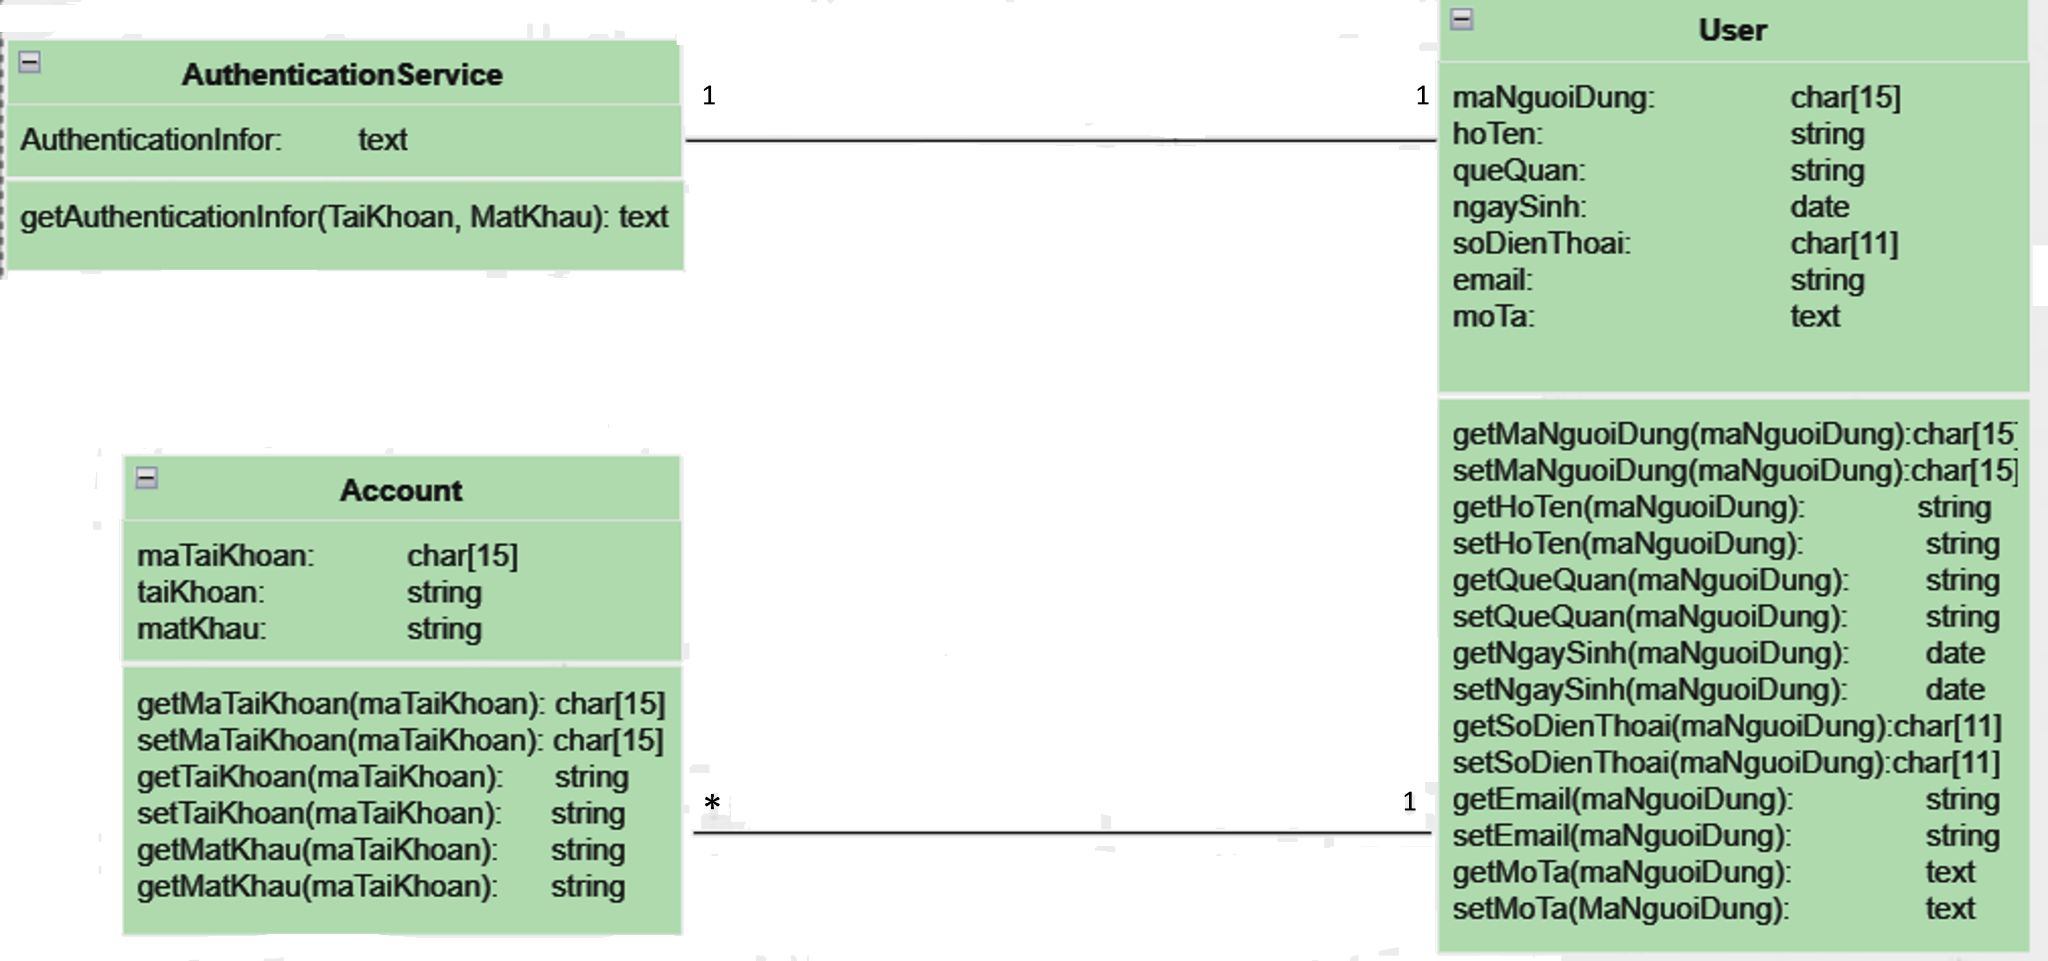 AuthenticationService
AuthenticationInfor: text
getAuthenticationInfor(TaiKhoan, MatKhau): text
1
1
User
maNguoiDung: char[15]
hoTen: string
queQuan: string
ngaySinh: date
soDienThoai: char[11]
email: string
moTa: text
getMaNguoiDung(maNguoiDung):char[15]
setMaNguoiDung(maNguoiDung):char[15]
getHoTen(maNguoiDung): string
setHoTen(maNguoiDung): string
getQueQuan(maNguoiDung): string
setQueQuan(maNguoiDung): string
getNgaySinh(maNguoiDung): date
setNgaySinh(maNguoiDung): date
getSoDienThoai(maNguoiDung):char[11]
setSoDienThoai(maNguoiDung):char[11]
getEmail(maNguoiDung): string
setEmail(maNguoiDung): string
getMoTa(maNguoiDung): text
setMoTa(MaNguoiDung): text
Account
maTaiKhoan: char[15]
taiKhoan: string
matKhau: string
getMaTaiKhoan(maTaiKhoan): char[15]
setMaTaiKhoan(maTaiKhoan): char[15]
getTaiKhoan(maTaiKhoan): string
setTaiKhoan(maTaiKhoan): string
getMatKhau(maTaiKhoan): string
getMatKhau(maTaiKhoan): string
*
1